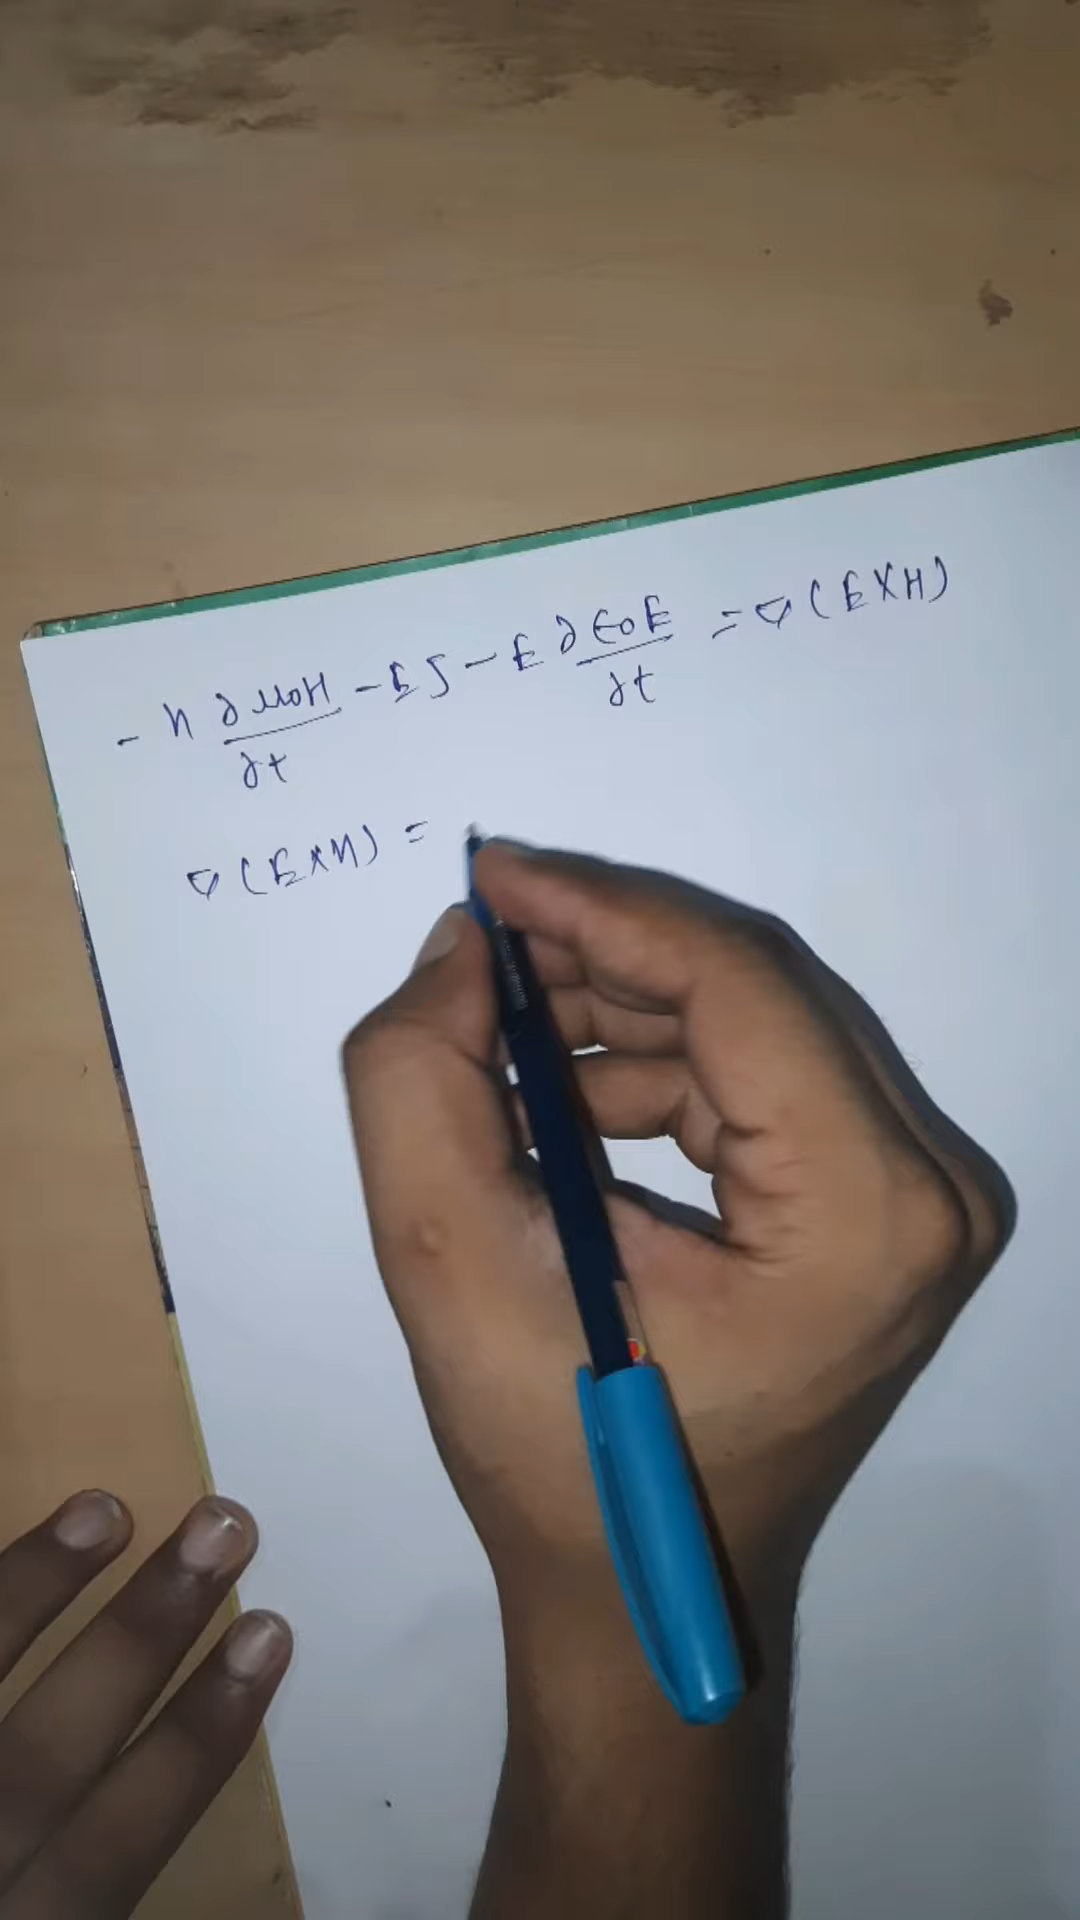 - H ∂μ₀H/∂t - EJ - E ∂ϵ₀E/∂t = ∇(E×H)
∇(E×H) =